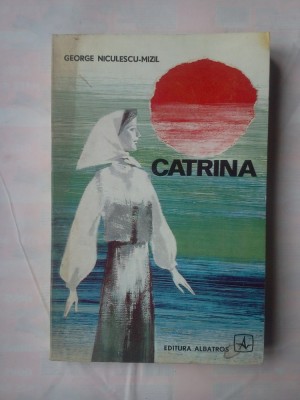 GEORGE NICULESCU-MIZIL
CATRINA
EDITURA ALBATROS
A